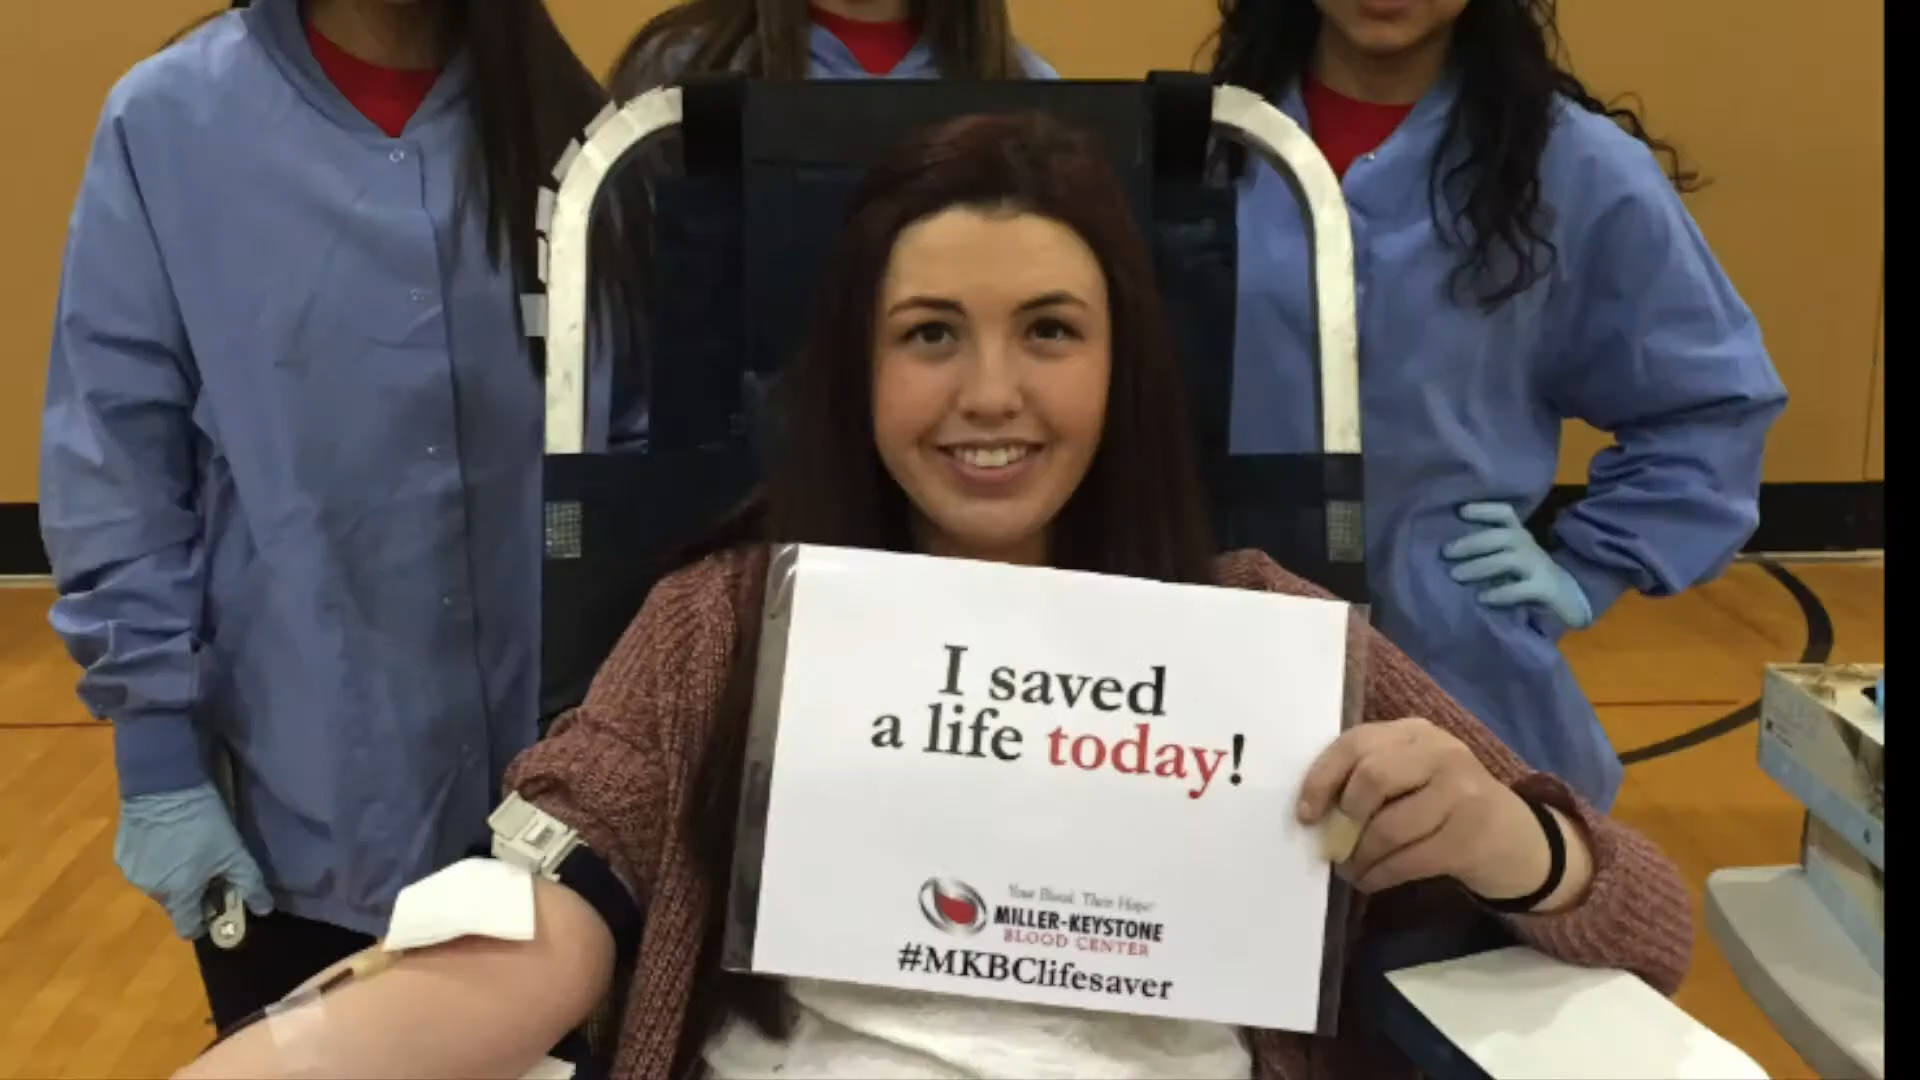 I saved
a life today!
Your Blood. Their Hope!
MILLER-KEYSTONE
BLOOD CENTER
#MKBClifesaver